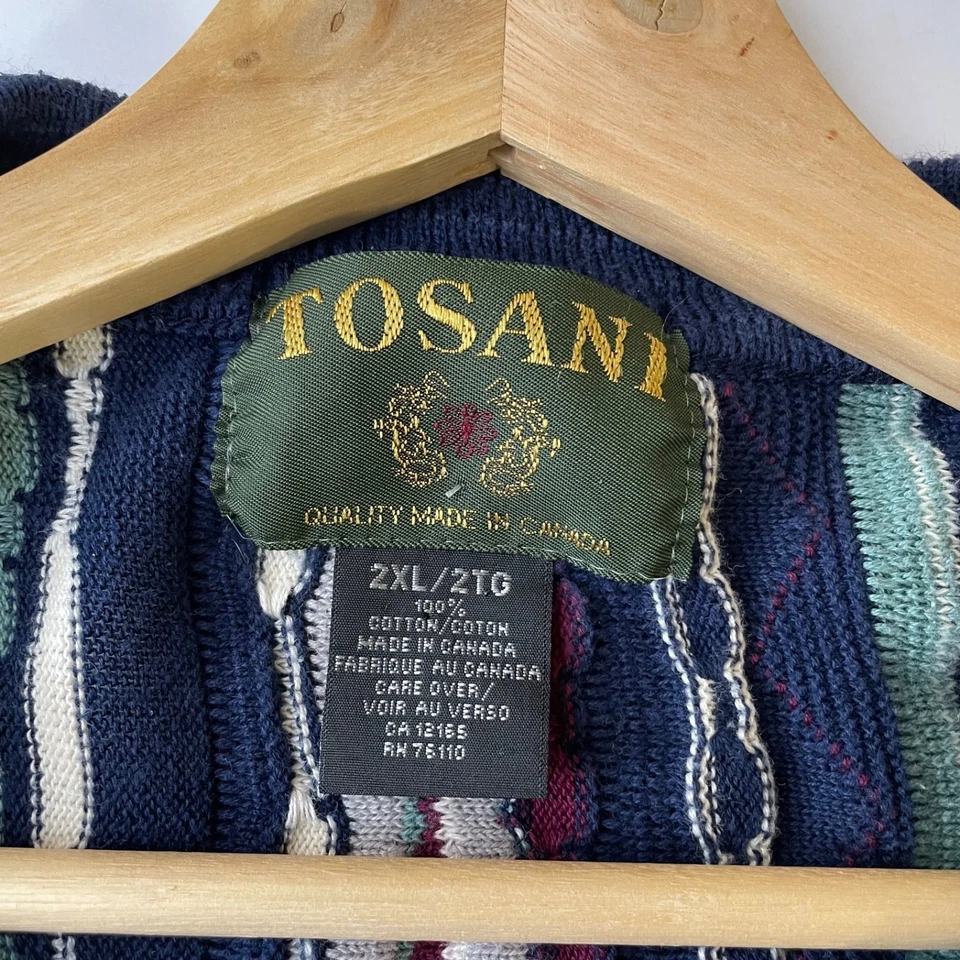 TOSANI
QUALITY MADE IN CANADA
2XL/2TG
100%
COTTON/COTON
MADE IN CANADA
FABRIQUE AU CANADA
CARE OVER/
VOIR AU VERSO
CA 12166
RN 76110